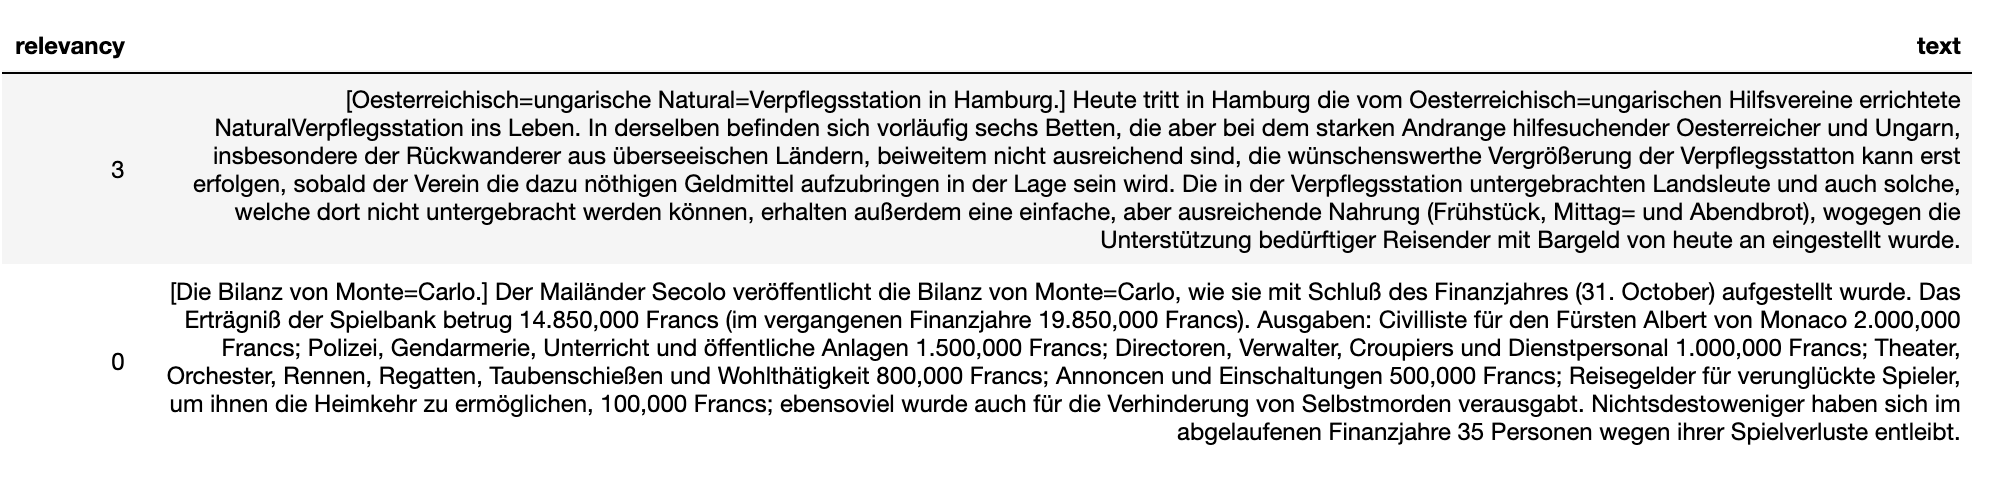 relevancy text
[Oesterreichisch=ungarische Natural=Verpflegsstation in Hamburg.] Heute tritt in Hamburg die vom Oesterreichisch=ungarischen Hilfsvereine errichtete
NaturalVerpflegsstation ins Leben. In derselben befinden sich vorläufig sechs Betten, die aber bei dem starken Andrange hilfesuchender Oesterreicher und Ungarn,
insbesondere der Rückwanderer aus überseeischen Ländern, beiweitem nicht ausreichend sind, die wünschenswerthe Vergrößerung der Verpflegsstatton kann erst
3 erfolgen, sobald der Verein die dazu nöthigen Geldmittel aufzubringen in der Lage sein wird. Die in der Verpflegsstation untergebrachten Landsleute und auch solche,
welche dort nicht untergebracht werden können, erhalten außerdem eine einfache, aber ausreichende Nahrung (Frühstück, Mittag= und Abendbrot), wogegen die
Unterstützung bedürftiger Reisender mit Bargeld von heute an eingestellt wurde.
[Die Bilanz von Monte=Carlo.] Der Mailänder Secolo veröffentlicht die Bilanz von Monte=Carlo, wie sie mit Schluß des Finanzjahres (31. October) aufgestellt wurde. Das
Erträgniß der Spielbank betrug 14.850,000 Francs (im vergangenen Finanzjahre 19.850,000 Francs). Ausgaben: Civilliste für den Fürsten Albert von Monaco 2.000,000
Francs; Polizei, Gendarmerie, Unterricht und öffentliche Anlagen 1.500,000 Francs; Directoren, Verwalter, Croupiers und Dienstpersonal 1.000,000 Francs; Theater,
0 Orchester, Rennen, Regatten, Taubenschießen und Wohlthätigkeit 800,000 Francs; Annoncen und Einschaltungen 500,000 Francs; Reisegelder für verunglückte Spieler,
um ihnen die Heimkehr zu ermöglichen, 100,000 Francs; ebensoviel wurde auch für die Verhinderung von Selbstmorden verausgabt. Nichtsdestoweniger haben sich im
abgelaufenen Finanzjahre 35 Personen wegen ihrer Spielverluste entleibt.